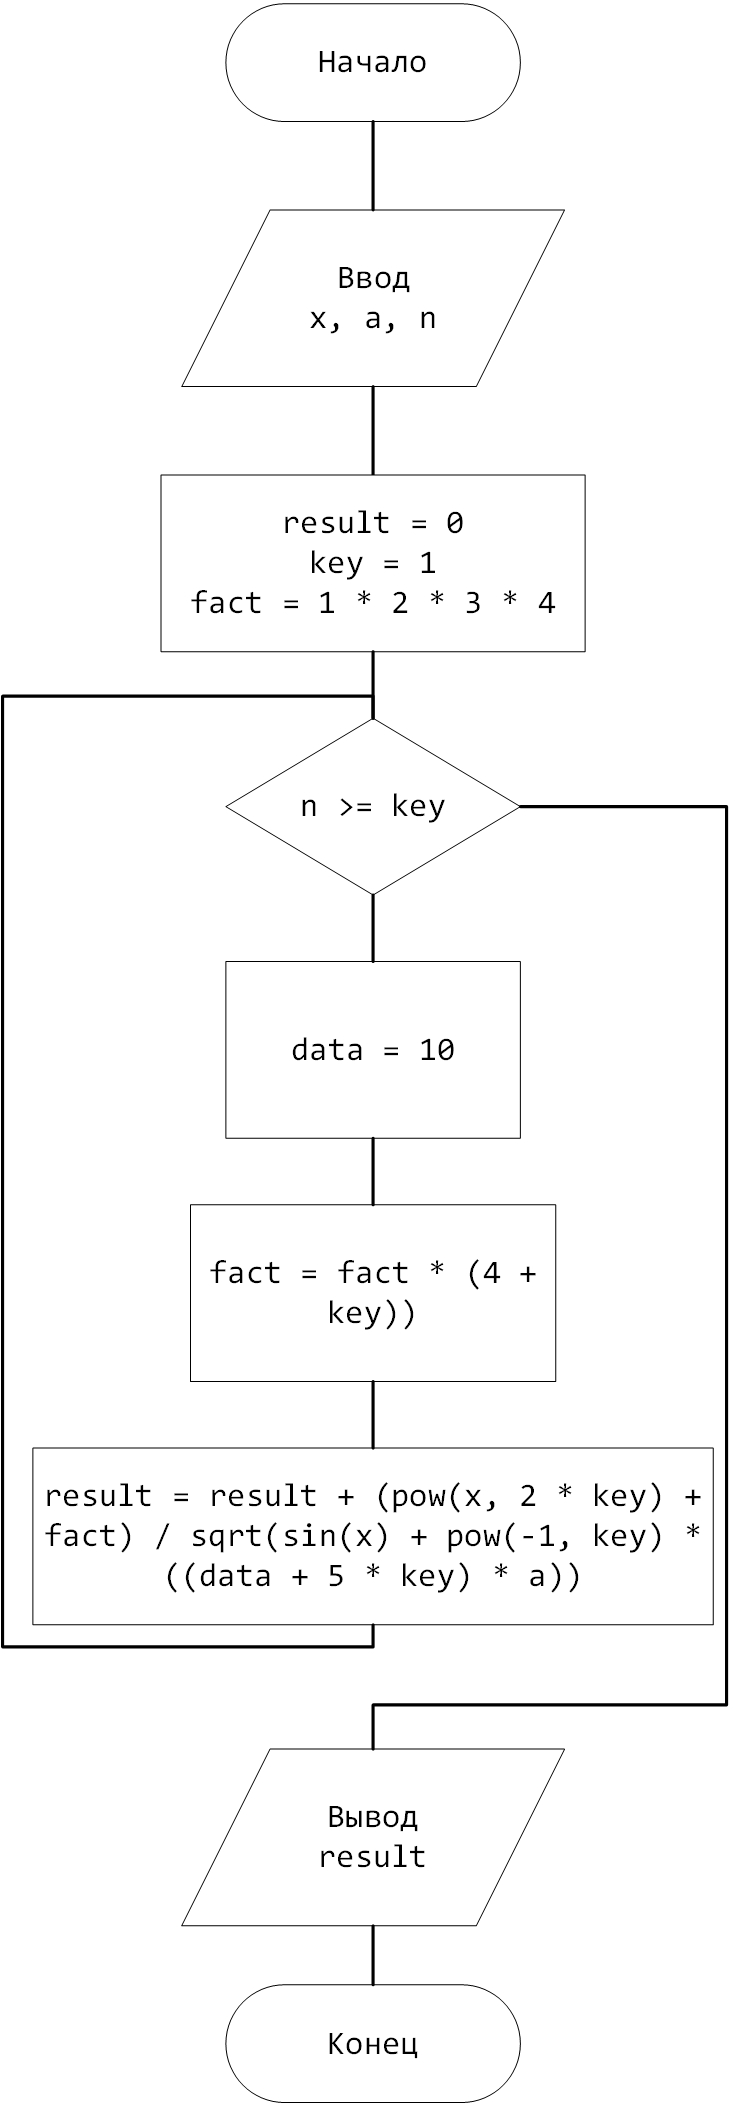 Начало
Ввод
x, a, n
result = 0
key = 1
fact = 1 * 2 * 3 * 4
n >= key
data = 10
fact = fact * (4 +
key))
result = result + (pow(x, 2 * key) +
fact) / sqrt(sin(x) + pow(-1, key) *
((data + 5 * key) * a))
Вывод
result
Конец